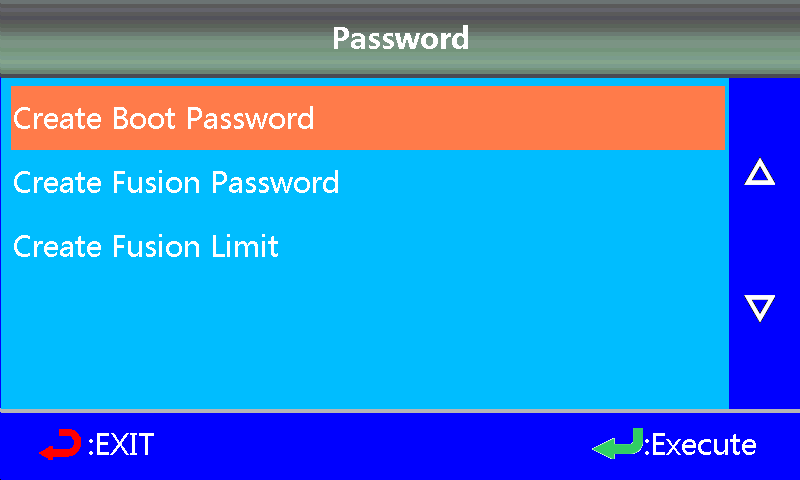 Password
Create Boot Password
Create Fusion Password
Create Fusion Limit
:EXIT
:Execute